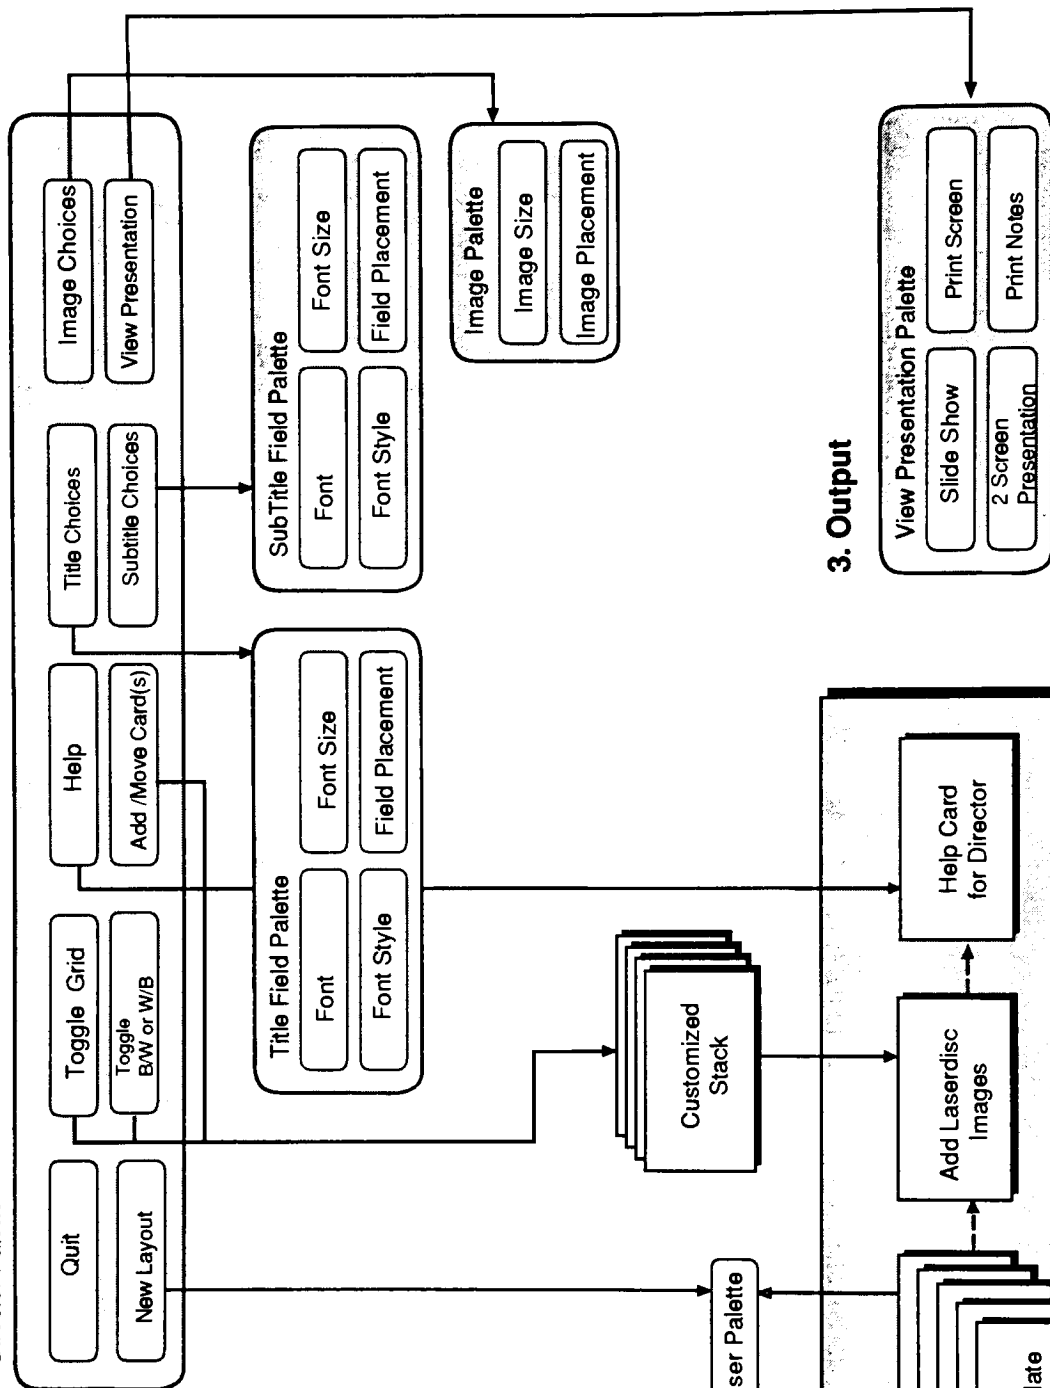 Quit
New Layout
Toggle Grid
Toggle
B/W or W/B
Help
Add /Move Card(s)
Title Choices
Subtitle Choices
Image Choices
View Presentation
Title Field Palette
Font
Font Size
Font Style
Field Placement
SubTitle Field Palette
Font
Font Size
Font Style
Field Placement
Image Palette
Image Size
Image Placement
Customized
Stack
Palette
3. Output
View Presentation Palette
Slide Show
Print Screen
2 Screen
Presentation
Print Notes
Add Laserdisc
Images
Help Card
for Director